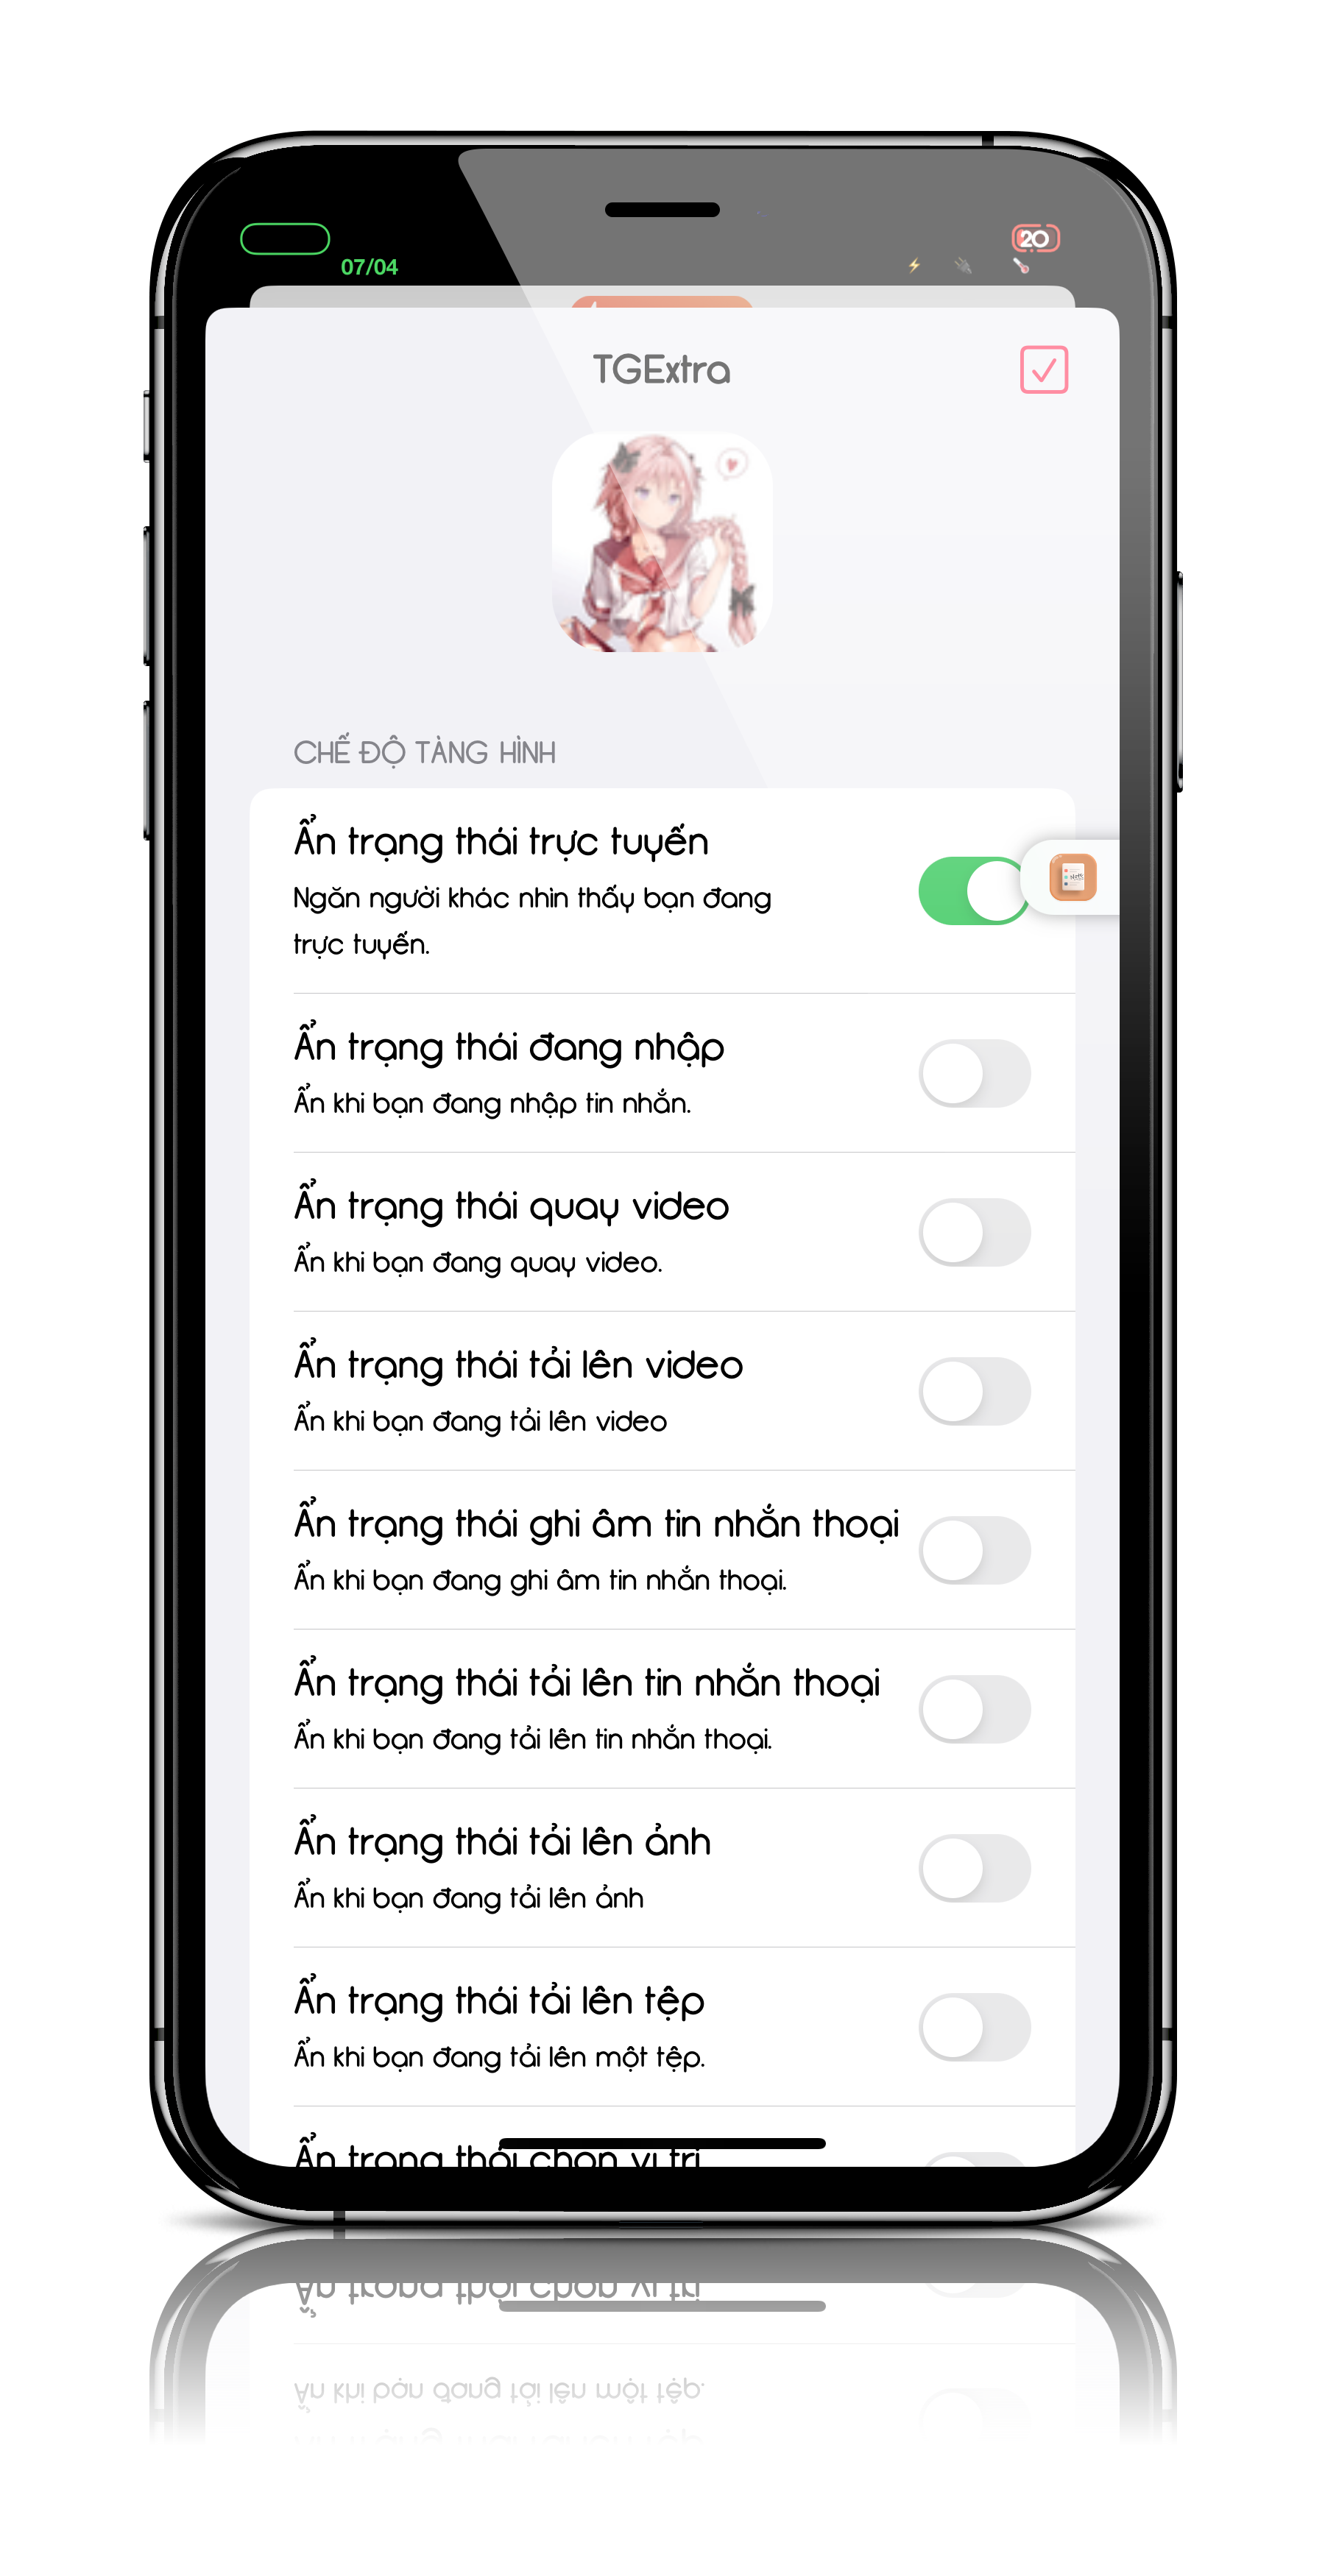 20
07/04
TGExtra
CHẾ ĐỘ TÀNG HÌNH
Ẩn trạng thái trực tuyến
Ngăn người khác nhìn thấy bạn đang
trực tuyến.
Ẩn trạng thái đang nhập
Ẩn khi bạn đang nhập tin nhắn.
Ẩn trạng thái quay video
Ẩn khi bạn đang quay video.
Ẩn trạng thái tải lên video
Ẩn khi bạn đang tải lên video
Ẩn trạng thái ghi âm tin nhắn thoại
Ẩn khi bạn đang ghi âm tin nhắn thoại.
Ẩn trạng thái tải lên tin nhắn thoại
Ẩn khi bạn đang tải lên tin nhắn thoại.
Ẩn trạng thái tải lên ảnh
Ẩn khi bạn đang tải lên ảnh
Ẩn trạng thái tải lên tệp
Ẩn khi bạn đang tải lên một tệp.
Ẩn trạng thái chọn vị trí